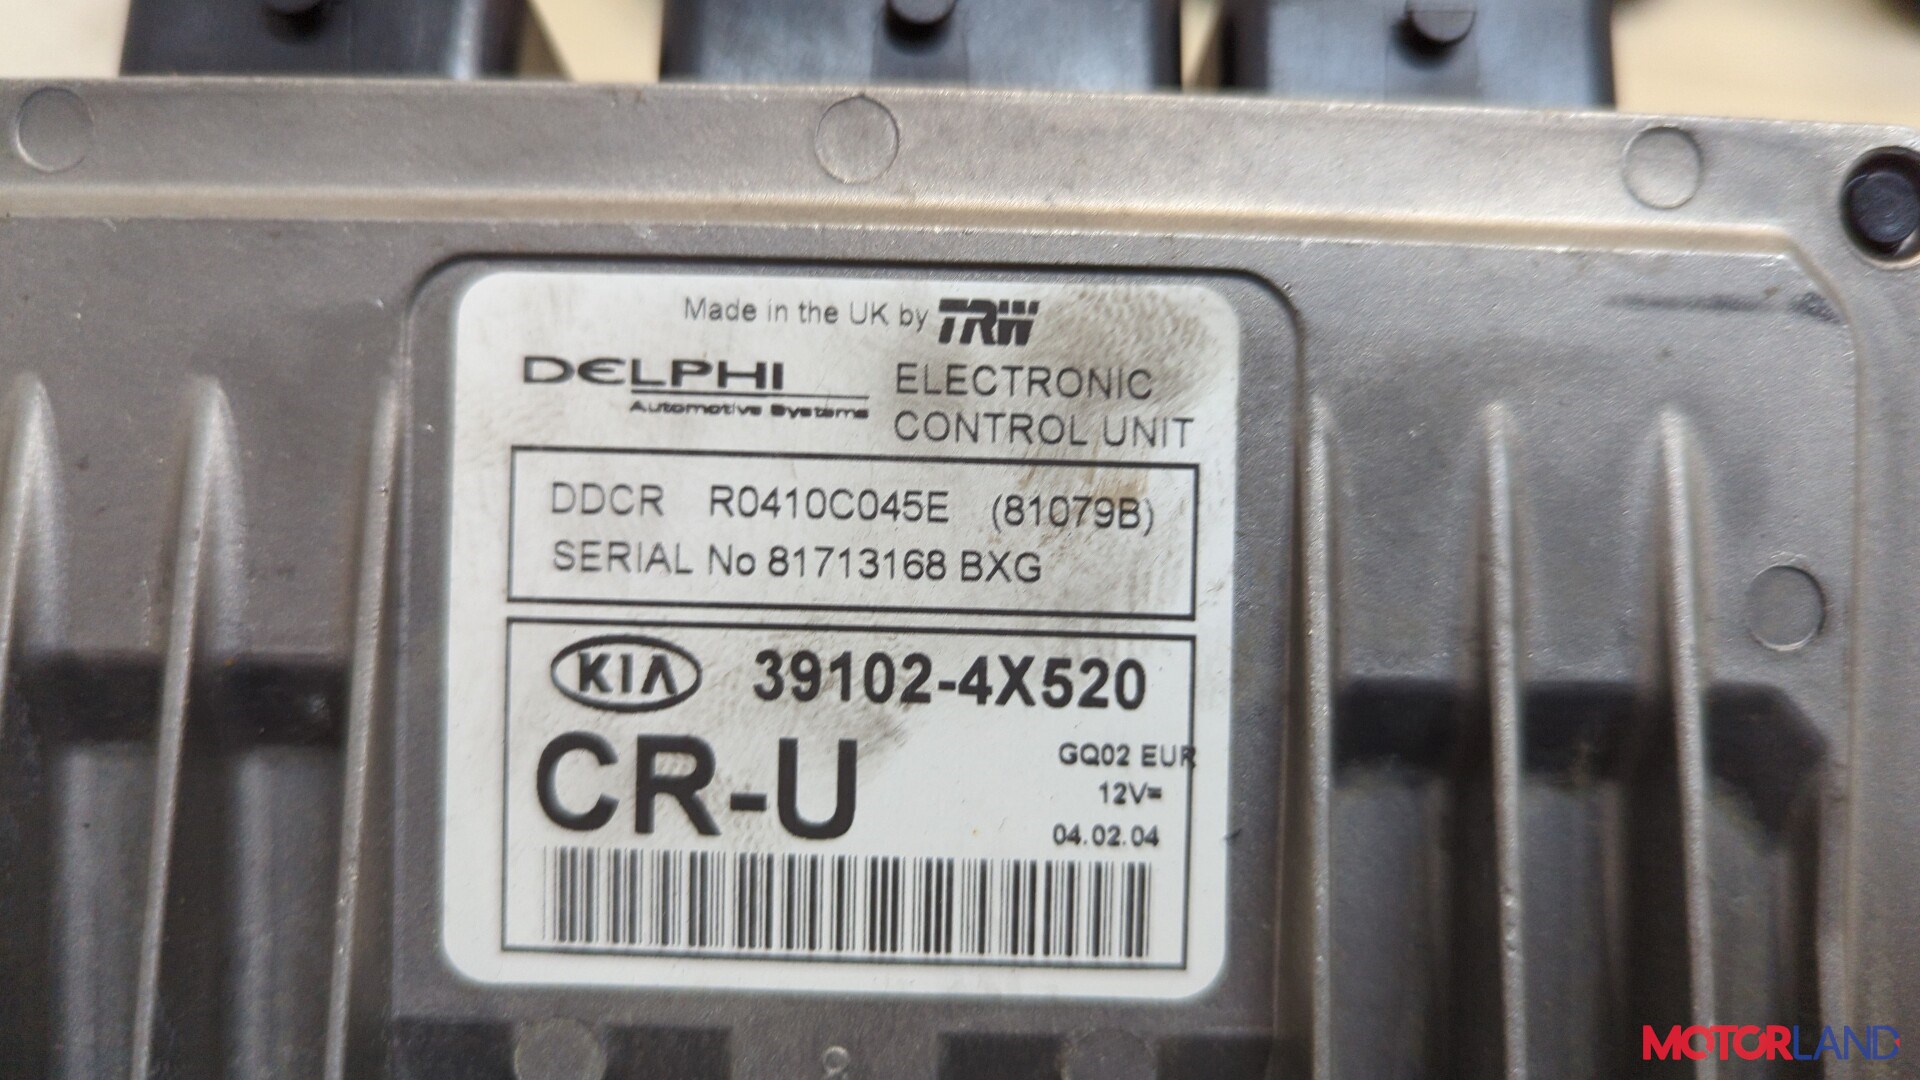 Made in the UK by TRW
DELPHI
Automotive Systems
ELECTRONIC
CONTROL UNIT
DDCR R0410C045E (81079B)
SERIAL No 81713168 BXG
KIA 39102-4X520
CR-U
GQ02 EUR
12V=
04.02.04
MOTORLAND